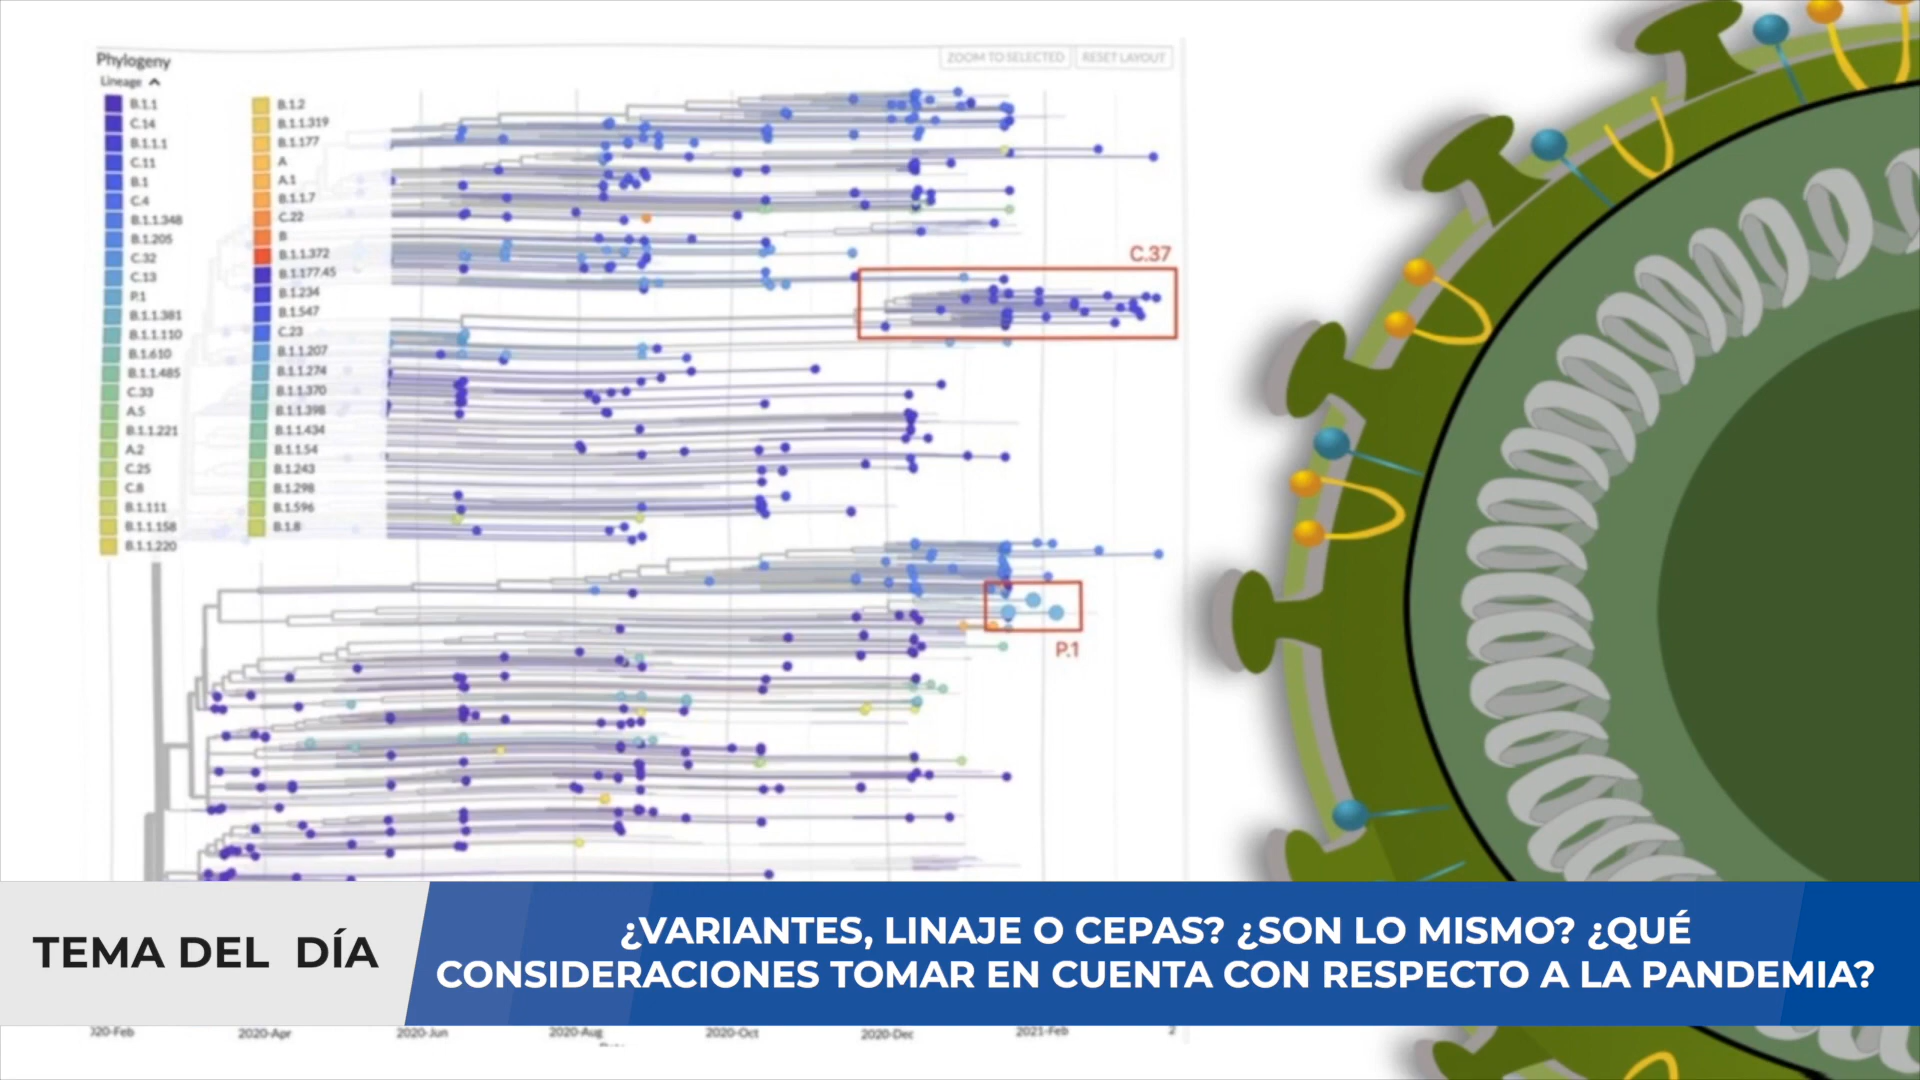 Phylogeny
ZOOM TO SELECTED
RESET LAYOUT
Lineage
B.1.1
C.14
B.1.1.1
C.11
B.1
C.4
B.1.1.348
B.1.205
C.32
C.13
P.1
B.1.1.381
B.1.1.110
B.1.610
B.1.1.485
C.33
A.5
B.1.1.221
A.2
C.25
C.8
B.1.111
B.1.1.158
B.1.1.220
B.1.2
B.1.1.319
B.1.177
A
A.1
B.1.1.7
C.22
B
B.1.1.372
B.1.177.45
B.1.234
B.1.547
C.23
B.1.1.207
B.1.1.274
B.1.1.370
B.1.1.398
B.1.1.434
B.1.1.54
B.1.243
B.1.298
B.1.596
B.1.8
C.37
P.1
TEMA DEL DÍA
¿VARIANTES, LINAJE O CEPAS? ¿SON LO MISMO? ¿QUÉ
CONSIDERACIONES TOMAR EN CUENTA CON RESPECTO A LA PANDEMIA?
2020-Feb
2020-Apr
2020-Jun
2020-Aug
2020-Oct
2020-Dec
2021-Feb
2